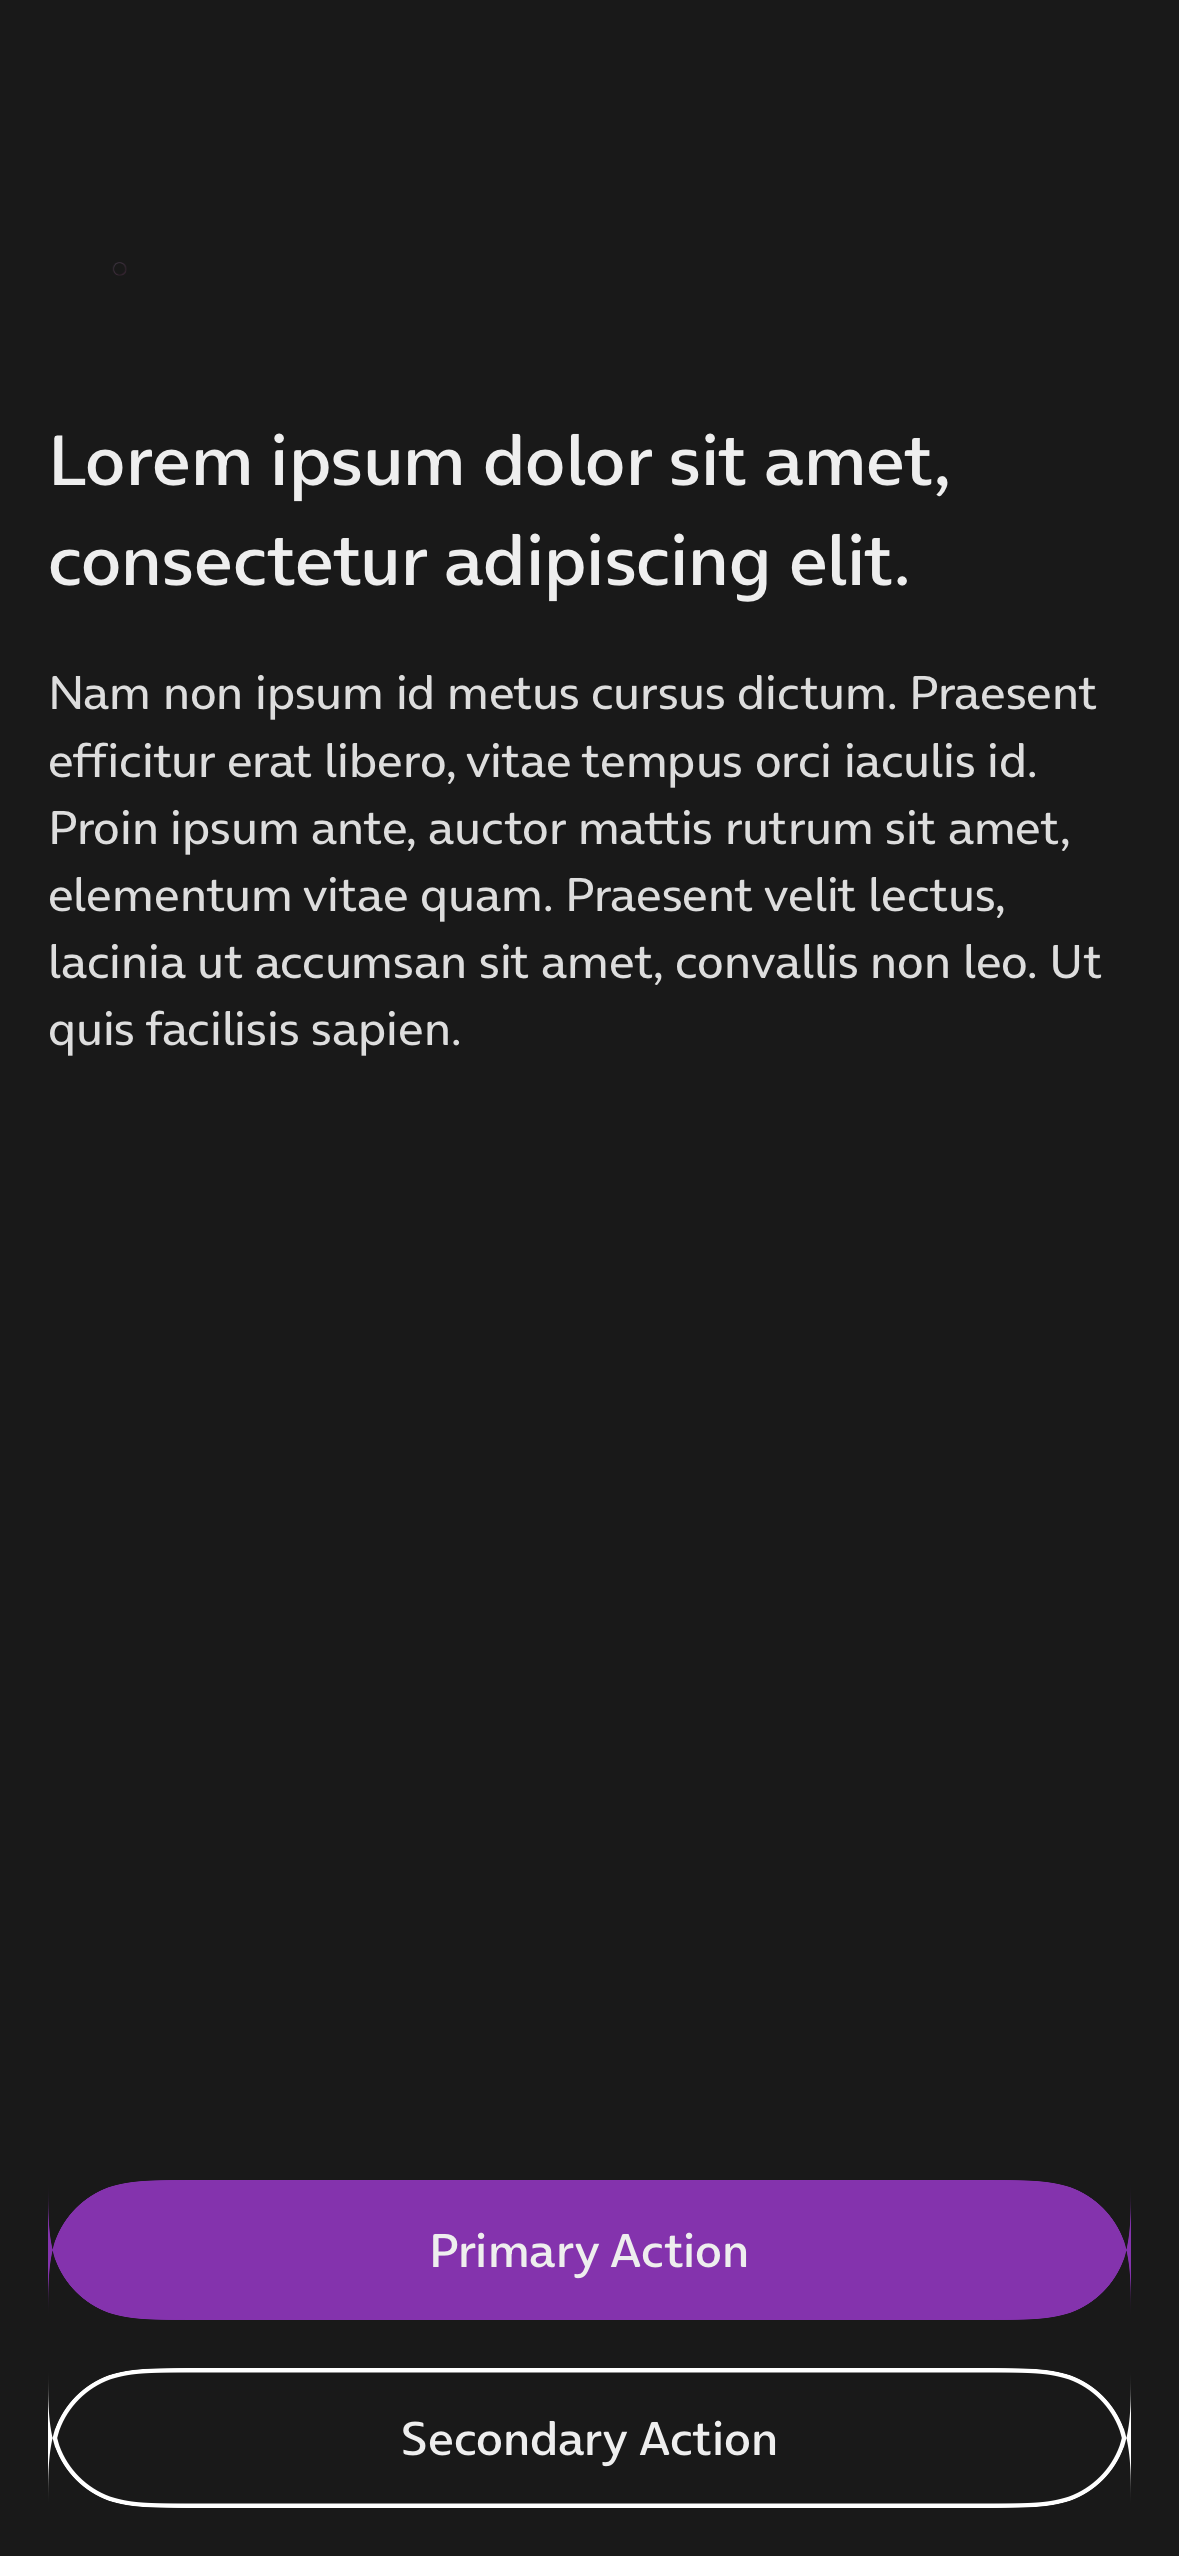 Lorem ipsum dolor sit amet,
consectetur adipiscing elit.
Nam non ipsum id metus cursus dictum. Praesent
efficitur erat libero, vitae tempus orci iaculis id.
Proin ipsum ante, auctor mattis rutrum sit amet,
elementum vitae quam. Praesent velit lectus,
lacinia ut accumsan sit amet, convallis non leo. Ut
quis facilisis sapien.
Primary Action
Secondary Action